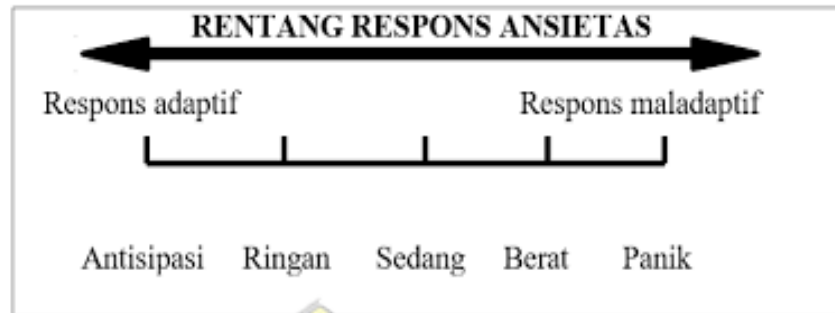 RENTANG RESPONS ANSIETAS
Respons adaptif Respons maladaptif
Antisipasi Ringan Sedang Berat Panik